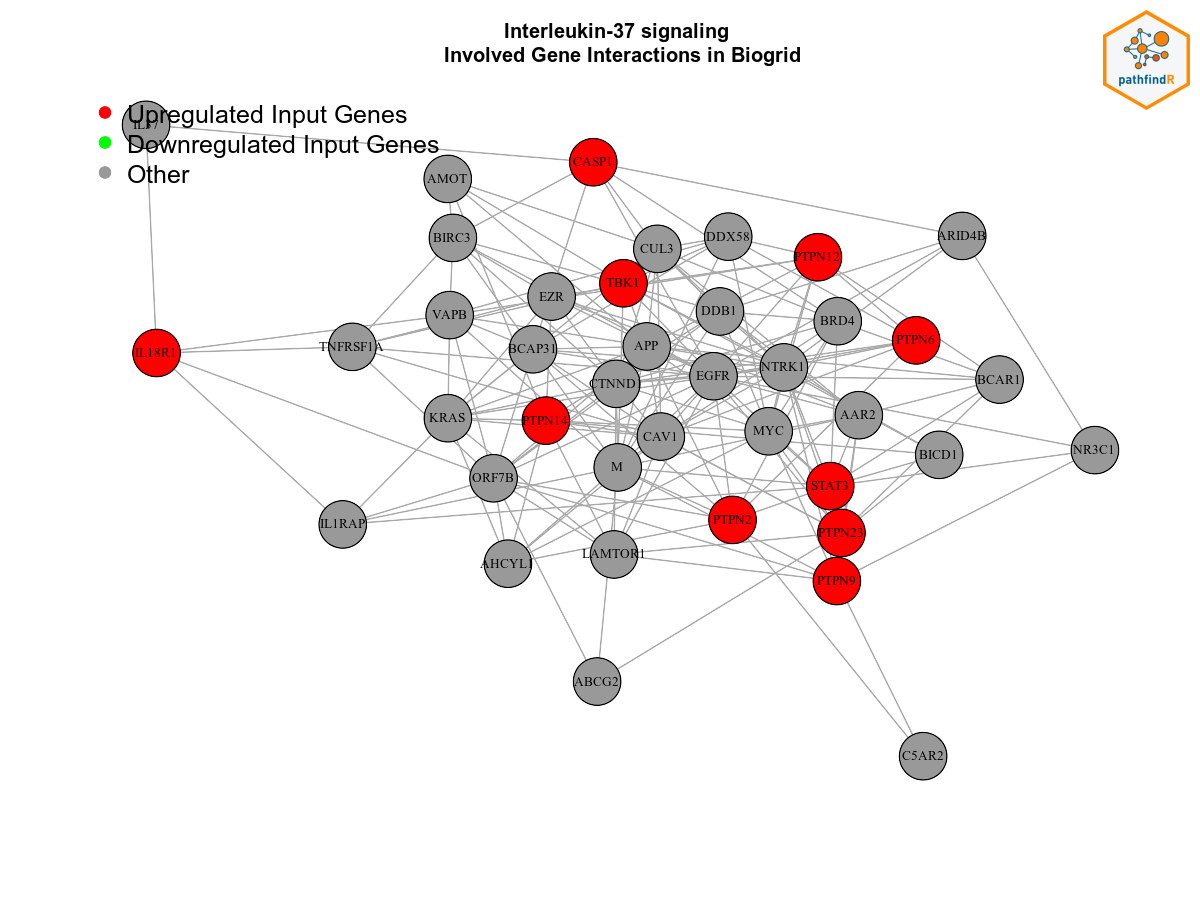 Interleukin-37 signaling
Involved Gene Interactions in Biogrid
pathfindR
Upregulated Input Genes
Downregulated Input Genes
Other
IL37
CASP1
AMOT
BIRC3
CUL3
DDX58
ARID4B
PTPN12
TBK1
EZR
VAPB
DDB1
BRD4
IL18R1
TNFRSF1A
BCAP31
APP
PTPN6
NTRK1
EGFR
BCAR1
CTNND
KRAS
PTPN14
AAR2
CAV1
MYC
NR3C1
BICD1
M
ORF7B
STAT3
IL1RAP
PTPN2
PTPN23
AHCYL1
LAMTOR1
PTPN9
ABCG2
C5AR2